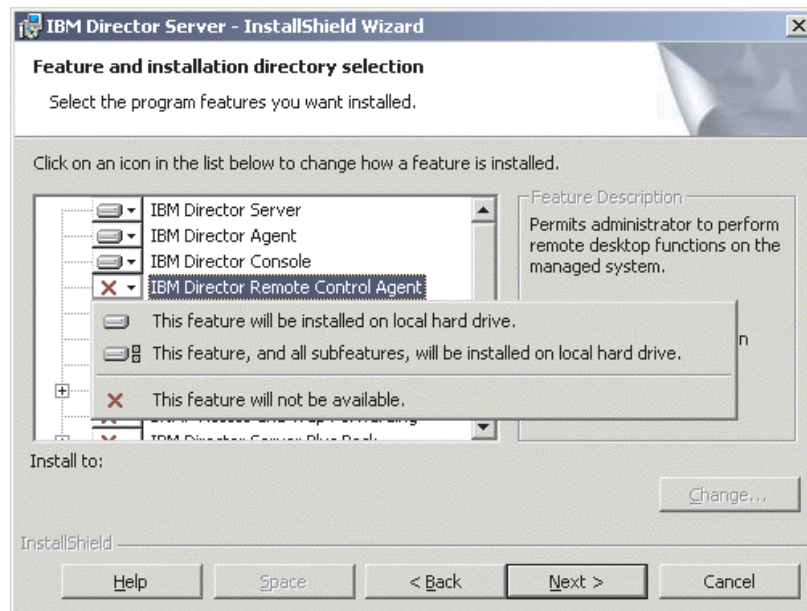 IBM Director Server - InstallShield Wizard
Feature and installation directory selection
Select the program features you want installed.
Click on an icon in the list below to change how a feature is installed.
IBM Director Server
IBM Director Agent
IBM Director Console
IBM Director Remote Control Agent
This feature will be installed on local hard drive.
This feature, and all subfeatures, will be installed on local hard drive.
This feature will not be available.
Feature Description
Permits administrator to perform
remote desktop functions on the
managed system.
Install to:
Change...
InstallShield
Help
Space
< Back
Next >
Cancel